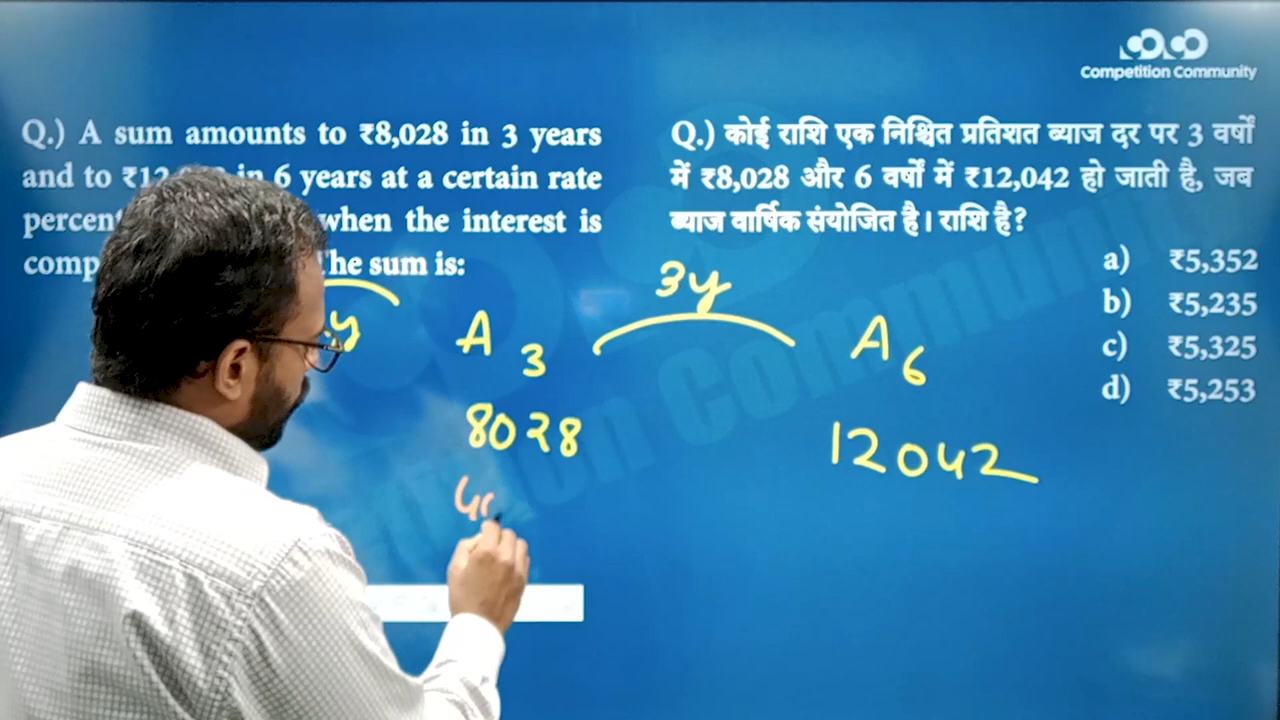 Competition Community
Q.) A sum amounts to ₹8,028 in 3 years
and to ₹12, in 6 years at a certain rate
percent when the interest is
comp The sum is:
Q.) कोई राशि एक निश्चित प्रतिशत ब्याज दर पर 3 वर्षों
में ₹8,028 और 6 वर्षों में ₹12,042 हो जाती है, जब
ब्याज वार्षिक संयोजित है। राशि है?
a) ₹5,352
b) ₹5,235
c) ₹5,325
d) ₹5,253
y
A 3
3y
A 6
8028
12042